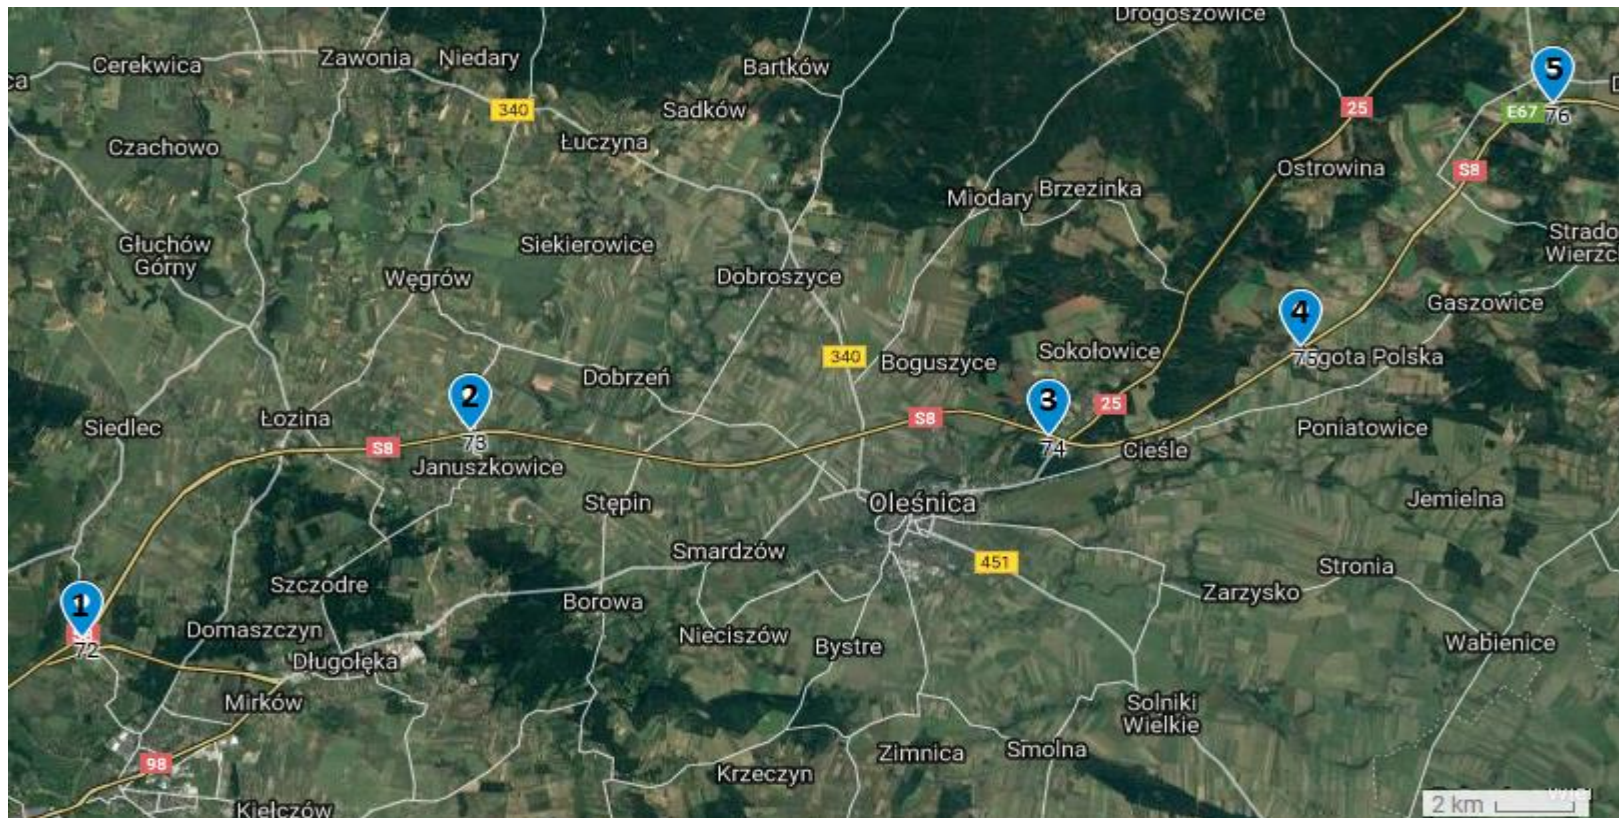 Drogoszowice
Cerekwica
Zawonia
Niedary
Bartków
5
ca
340
Sadków
25
E67
76
Czachowo
Łuczyna
Ostrowina
S8
Miodary
Brzezinka
Głuchów
Górny
Siekierowice
Strado
Wierzc
Węgrów
Dobroszyce
Gaszowice
4
340
Boguszyce
Sokołowice
75
gota Polska
Dobrzeń
2
3
25
Siedlec
Łozina
S8
73
S8
74
Cieśle
Poniatowice
Januszkowice
Stępin
Oleśnica
Jemielna
Smardzów
451
Stronia
Szczodre
1
Borowa
Zarzysko
72
Domaszczyn
Nieciszów
Bystre
Wabienice
Długołęka
Mirków
Solniki
Wielkie
98
Krzeczyn
Zimnica
Smolna
Kiełczów
2 km